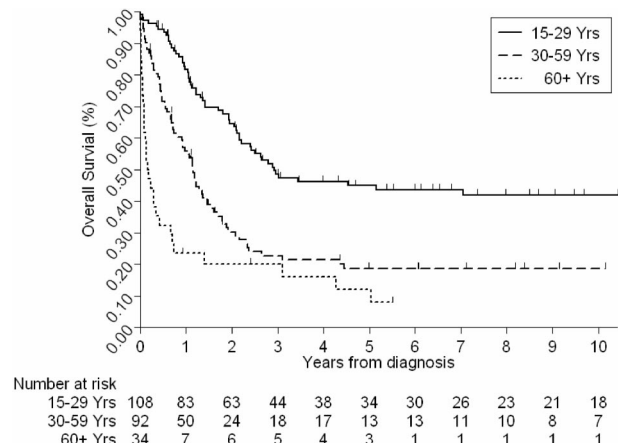 1.00
0.90
0.80
0.70
0.60
0.50
0.40
0.30
0.20
0.10
0.00
Overall Survial (%)
15-29 Yrs
30-59 Yrs
60+ Yrs
0 1 2 3 4 5 6 7 8 9 10
Years from diagnosis
Number at risk
15-29 Yrs 108 83 63 44 38 34 30 26 23 21 18
30-59 Yrs 92 50 24 18 17 13 13 11 10 8 7
60+ Yrs 34 7 6 5 4 3 1 1 1 1 1